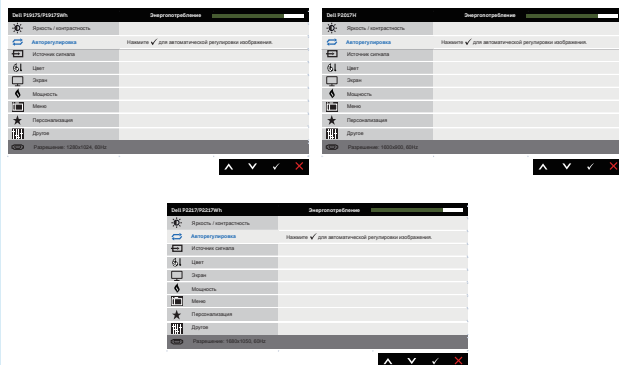 Dell P1917S/P1917SWh Энергопотребление
Яркость / контрастность
Авторегулировка Нажмите ✓ для автоматической регулировки изображения.
Источник сигнала
Цвет
Экран
Мощность
Меню
Персонализация
Другое
Разрешение: 1280x1024, 60Hz
Dell P2017H Энергопотребление
Яркость / контрастность
Авторегулировка Нажмите ✓ для автоматической регулировки изображения.
Источник сигнала
Цвет
Экран
Мощность
Меню
Персонализация
Другое
Разрешение: 1600x900, 60Hz
Dell P2217/P2217Wh Энергопотребление
Яркость / контрастность
Авторегулировка Нажмите ✓ для автоматической регулировки изображения.
Источник сигнала
Цвет
Экран
Мощность
Меню
Персонализация
Другое
Разрешение: 1680x1050, 60Hz